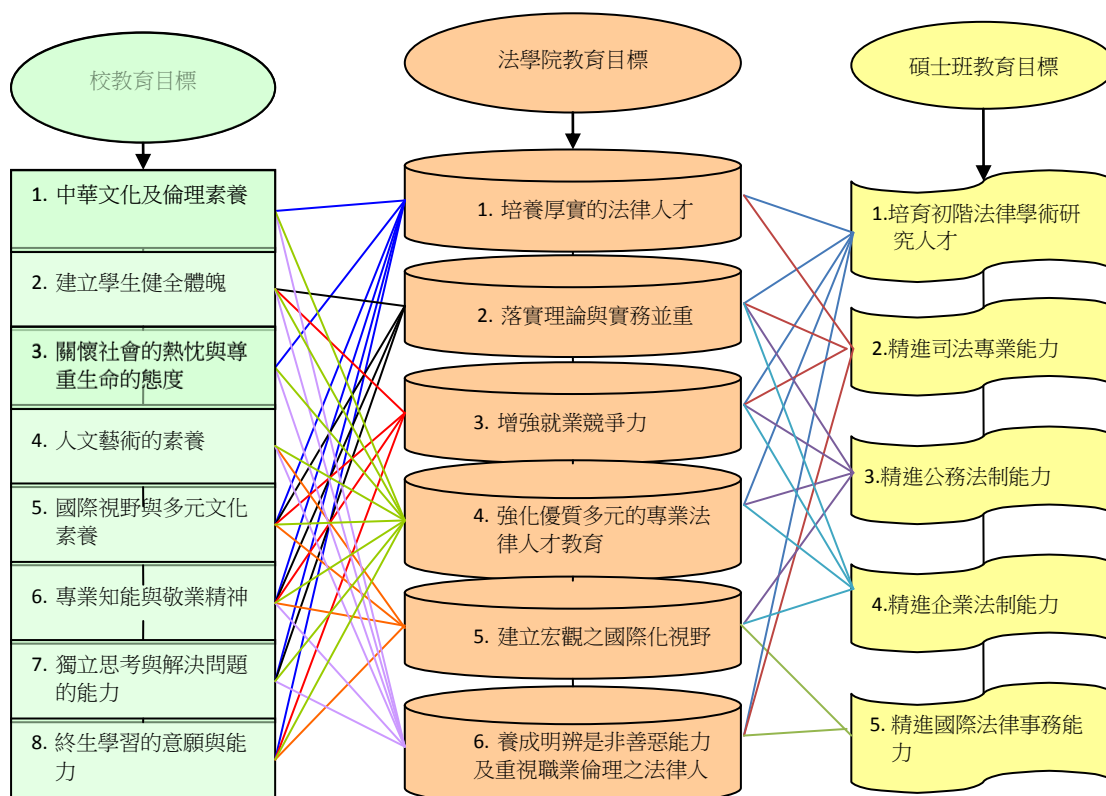 校教育目標
1. 中華文化及倫理素養
2. 建立學生健全體魄
3. 關懷社會的熱忱與尊
重生命的態度
4. 人文藝術的素養
5. 國際視野與多元文化
素養
6. 專業知能與敬業精神
7. 獨立思考與解決問題
的能力
8. 終生學習的意願與能
力
法學院教育目標
1. 培養厚實的法律人才
2. 落實理論與實務並重
3. 增強就業競爭力
4. 強化優質多元的專業法
律人才教育
5. 建立宏觀之國際化視野
6. 養成明辨是非善惡能力
及重視職業倫理之法律人
碩士班教育目標
1.培育初階法律學術研
究人才
2.精進司法專業能力
3.精進公務法制能力
4.精進企業法制能力
5. 精進國際法律事務能
力